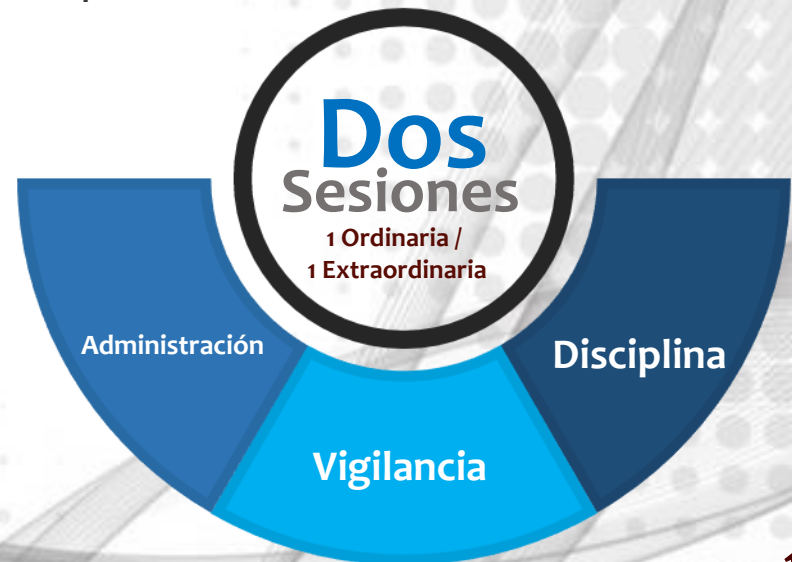 Dos
Sesiones
1 Ordinaria /
1 Extraordinaria
Administración
Disciplina
Vigilancia